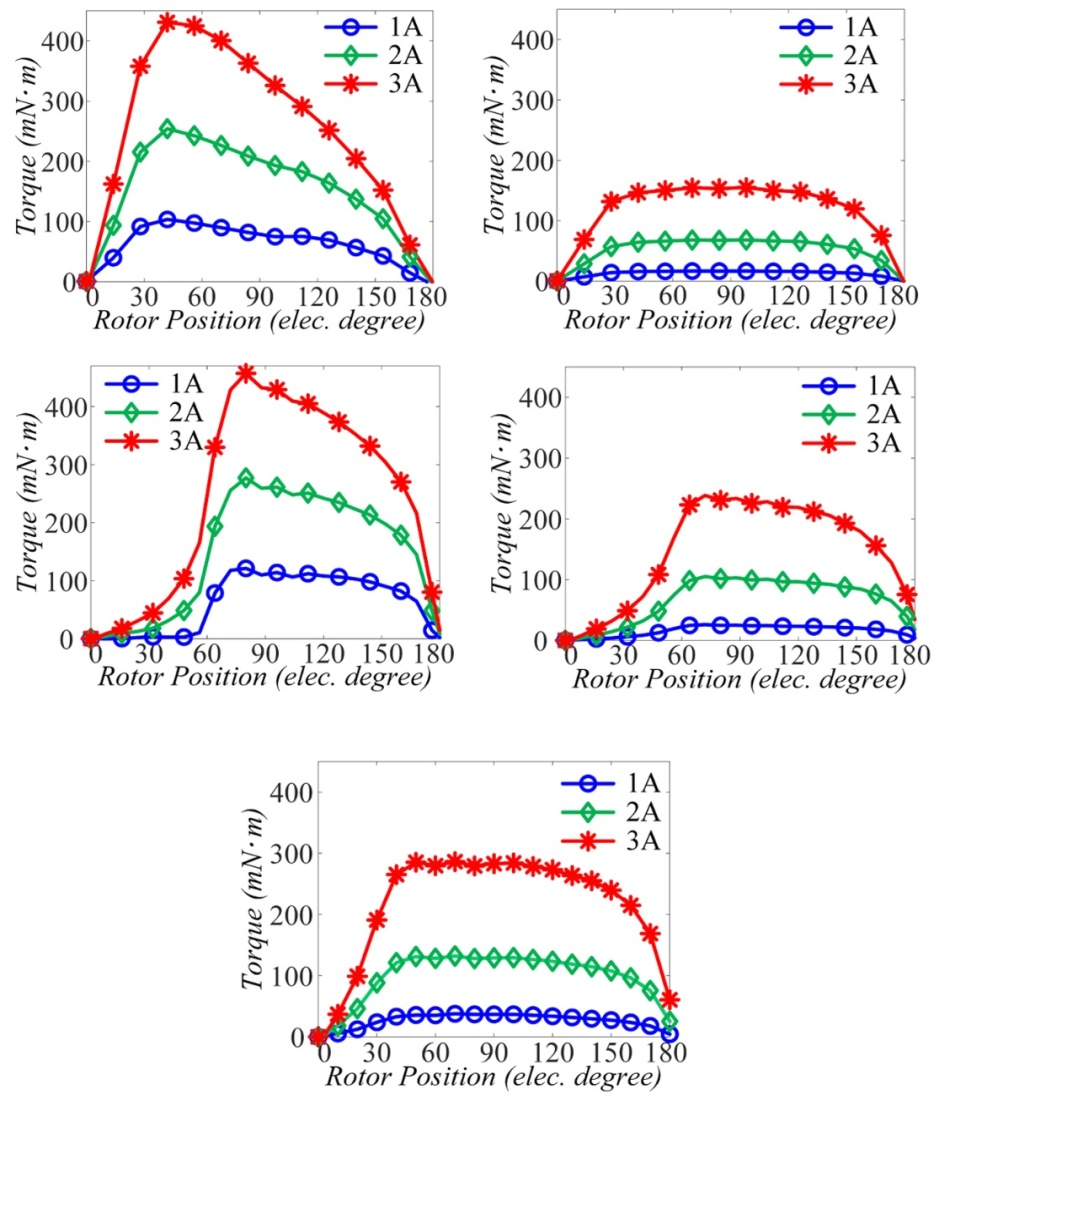 Torque (mN·m)
400
300
200
100
0
1A
2A
3A
0 30 60 90 120 150 180
Rotor Position (elec. degree)
Torque (mN·m)
400
300
200
100
0
1A
2A
3A
0 30 60 90 120 150 180
Rotor Position (elec. degree)
Torque (mN·m)
400
300
200
100
0
1A
2A
3A
0 30 60 90 120 150 180
Rotor Position (elec. degree)
Torque (mN·m)
400
300
200
100
0
1A
2A
3A
0 30 60 90 120 150 180
Rotor Position (elec. degree)
Torque (mN·m)
400
300
200
100
0
1A
2A
3A
0 30 60 90 120 150 180
Rotor Position (elec. degree)